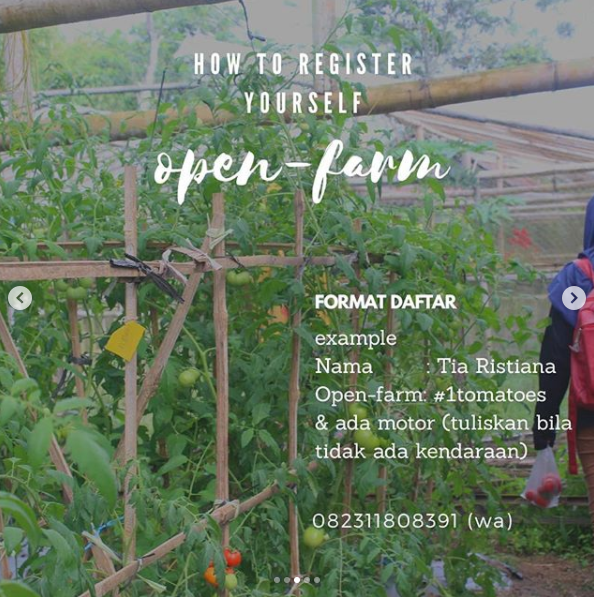 HOW TO REGISTER
YOURSELF
open-farm
FORMAT DAFTAR
example
Nama : Tia Ristiana
Open-farm: #1tomatoes
& ada motor (tuliskan bila
tidak ada kendaraan)
082311808391 (wa)